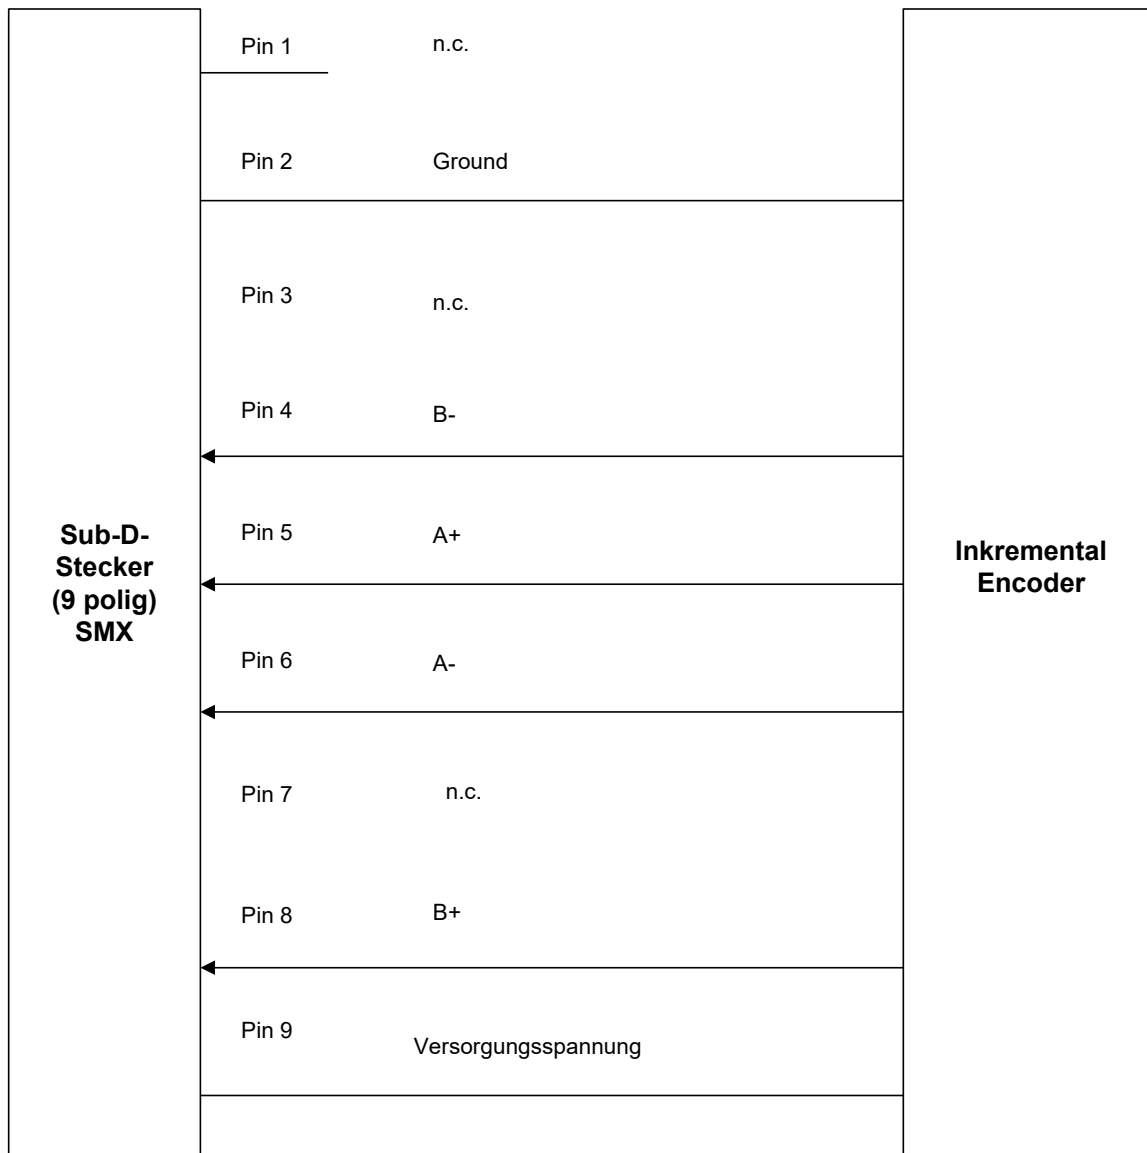 Pin 1 n.c.
Pin 2 Ground
Pin 3 n.c.
Pin 4 B-
Pin 5 A+
Pin 6 A-
Pin 7 n.c.
Pin 8 B+
Pin 9 Versorgungsspannung
Sub-D-
Stecker
(9 polig)
SMX
Inkremental
Encoder